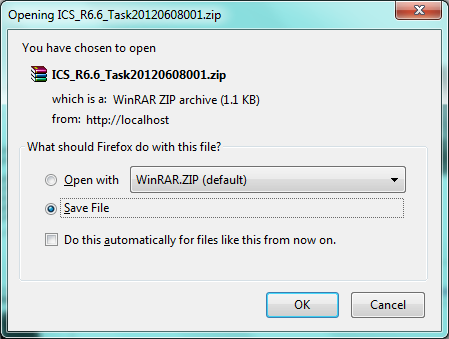 Opening ICS_R6.6_Task20120608001.zip
You have chosen to open
ICS_R6.6_Task20120608001.zip
which is a: WinRAR ZIP archive (1.1 KB)
from: http://localhost
What should Firefox do with this file?
Open with WinRAR.ZIP (default)
Save File
Do this automatically for files like this from now on.
OK Cancel